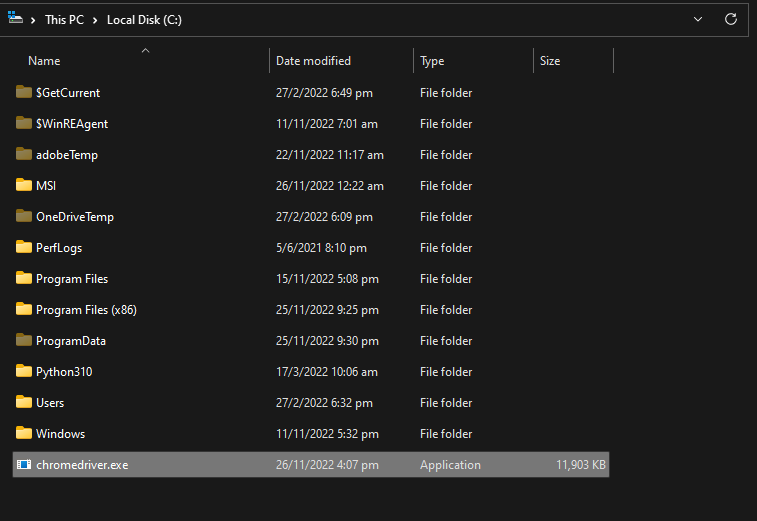 This PC > Local Disk (C:)
Name Date modified Type Size
$GetCurrent 27/2/2022 6:49 pm File folder
$WinREAgent 11/11/2022 7:01 am File folder
adobeTemp 22/11/2022 11:17 am File folder
MSI 26/11/2022 12:22 am File folder
OneDriveTemp 27/2/2022 6:09 pm File folder
PerfLogs 5/6/2021 8:10 pm File folder
Program Files 15/11/2022 5:08 pm File folder
Program Files (x86) 25/11/2022 9:25 pm File folder
ProgramData 25/11/2022 9:30 pm File folder
Python310 17/3/2022 10:06 am File folder
Users 27/2/2022 6:32 pm File folder
Windows 11/11/2022 5:32 pm File folder
chromedriver.exe 26/11/2022 4:07 pm Application 11,903 KB